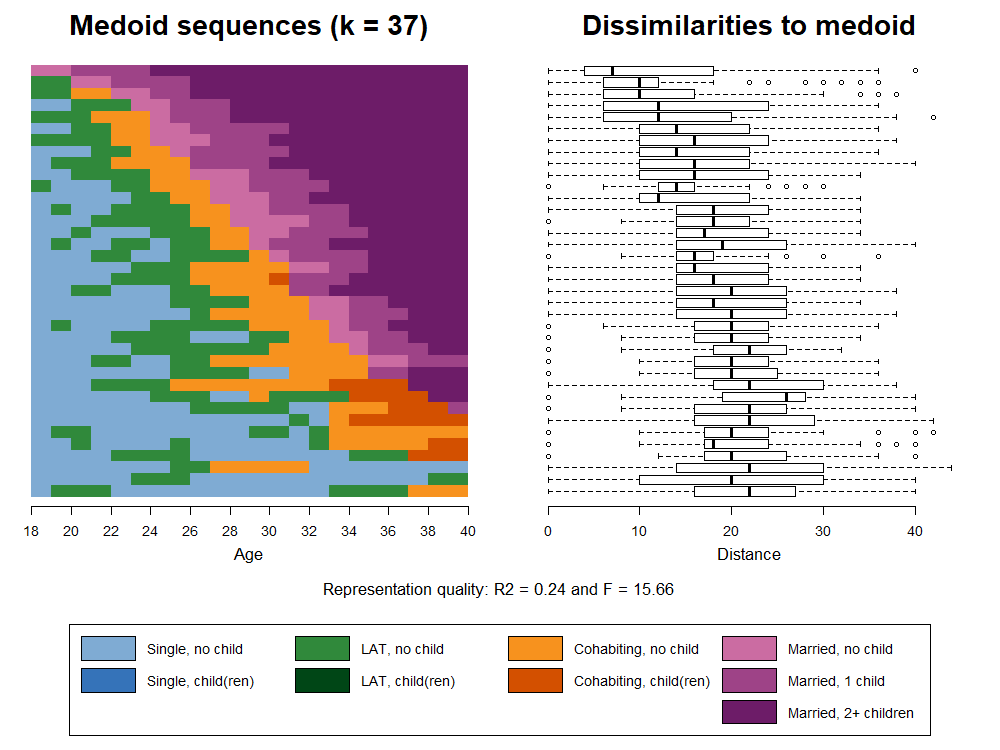 Medoid sequences (k = 37)
Dissimilarities to medoid
18 20 22 24 26 28 30 32 34 36 38 40
Age
0 10 20 30 40
Distance
Representation quality: R2 = 0.24 and F = 15.66
Single, no child
LAT, no child
Cohabiting, no child
Married, no child
Single, child(ren)
LAT, child(ren)
Cohabiting, child(ren)
Married, 1 child
Married, 2+ children